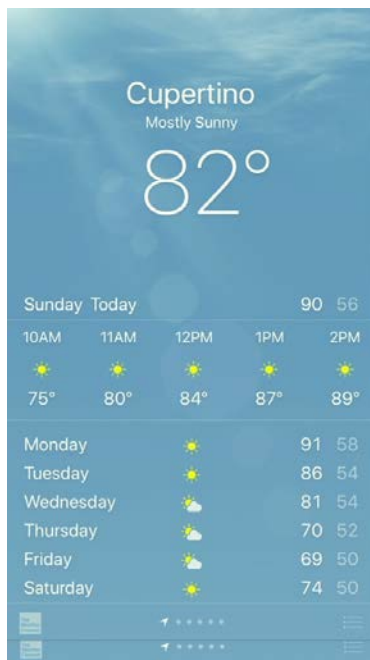 Cupertino
Mostly Sunny
82°
Sunday Today 90 56
10AM 11AM 12PM 1PM 2PM
75° 80° 84° 87° 89°
Monday 91 58
Tuesday 86 54
Wednesday 81 54
Thursday 70 52
Friday 69 50
Saturday 74 50